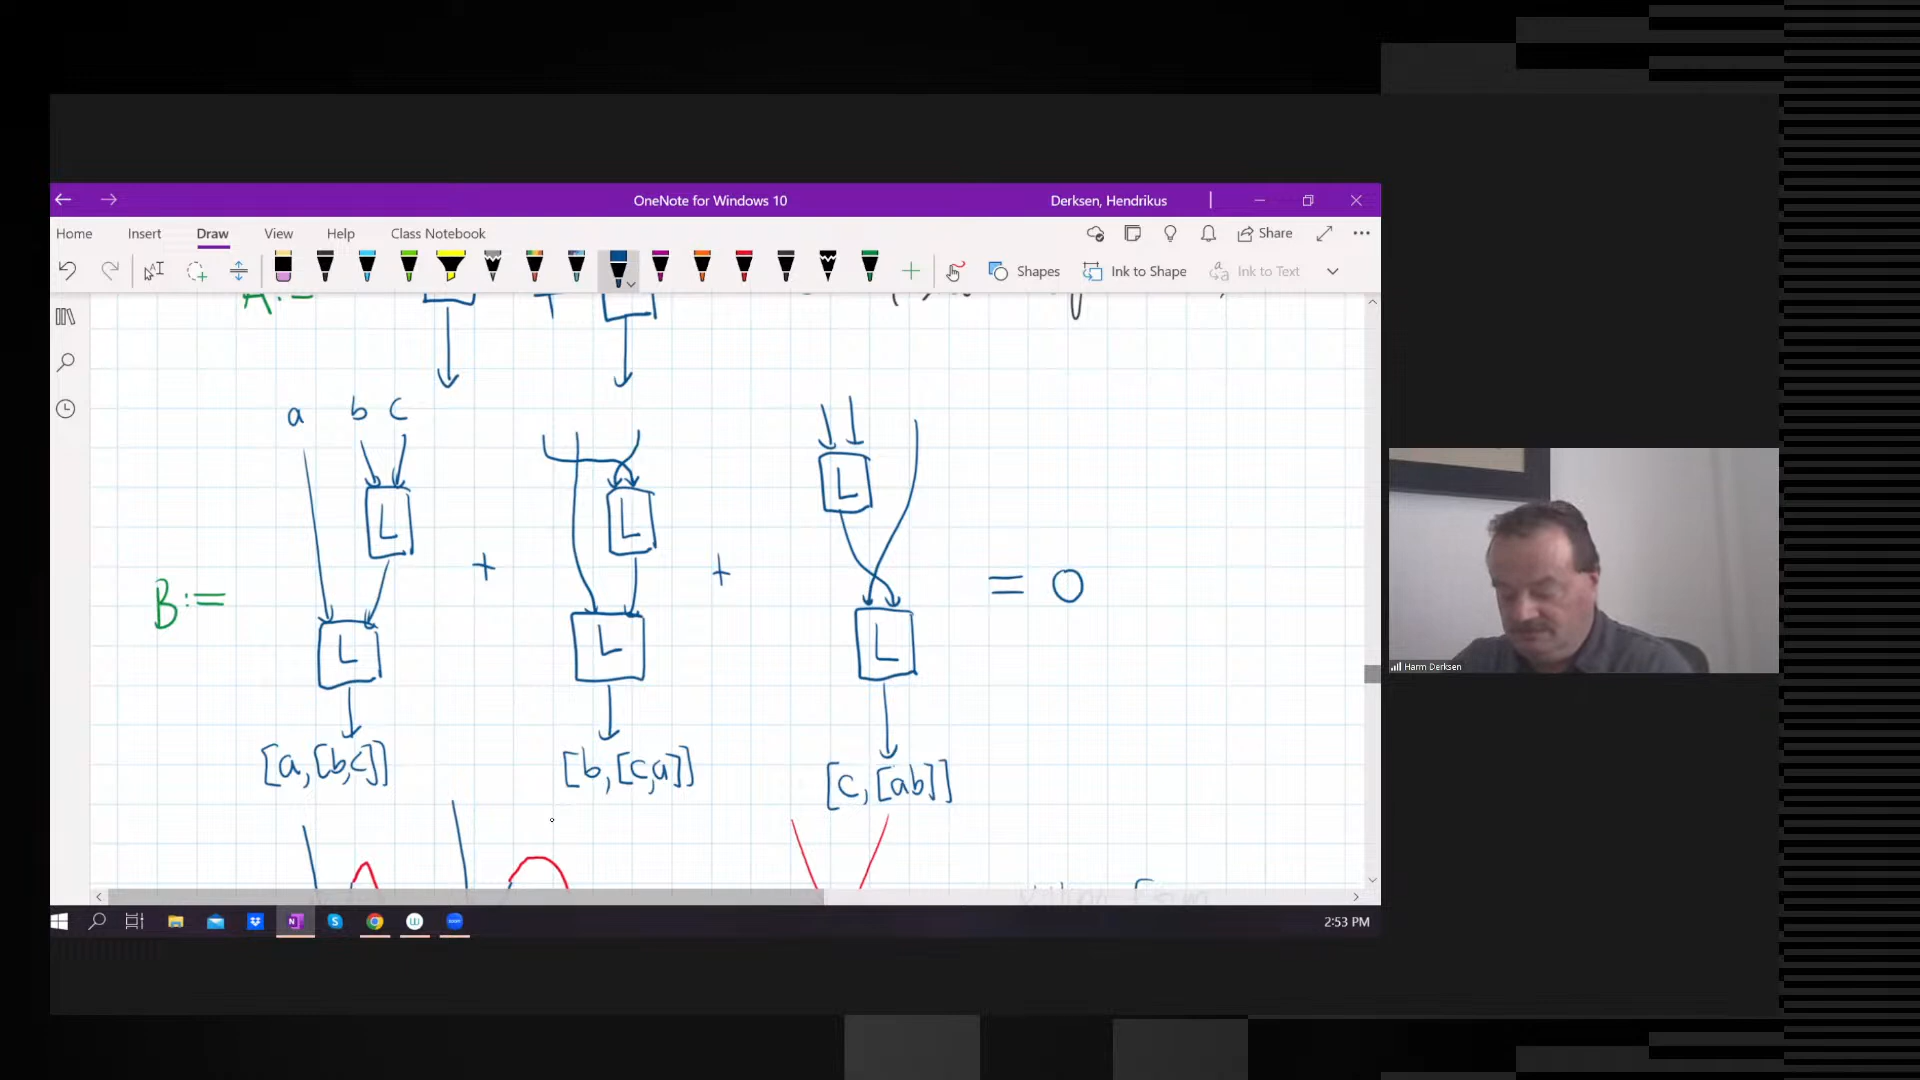 OneNote for Windows 10
Derksen, Hendrikus
Home Insert Draw View Help Class Notebook
Share
Shapes Ink to Shape Ink to Text
A:=
+
a b c
L L L
B:= + + = 0
L L L
[a,[b,c]] [b,[c,a]] [c,[ab]]
Harm Derksen
2:53 PM